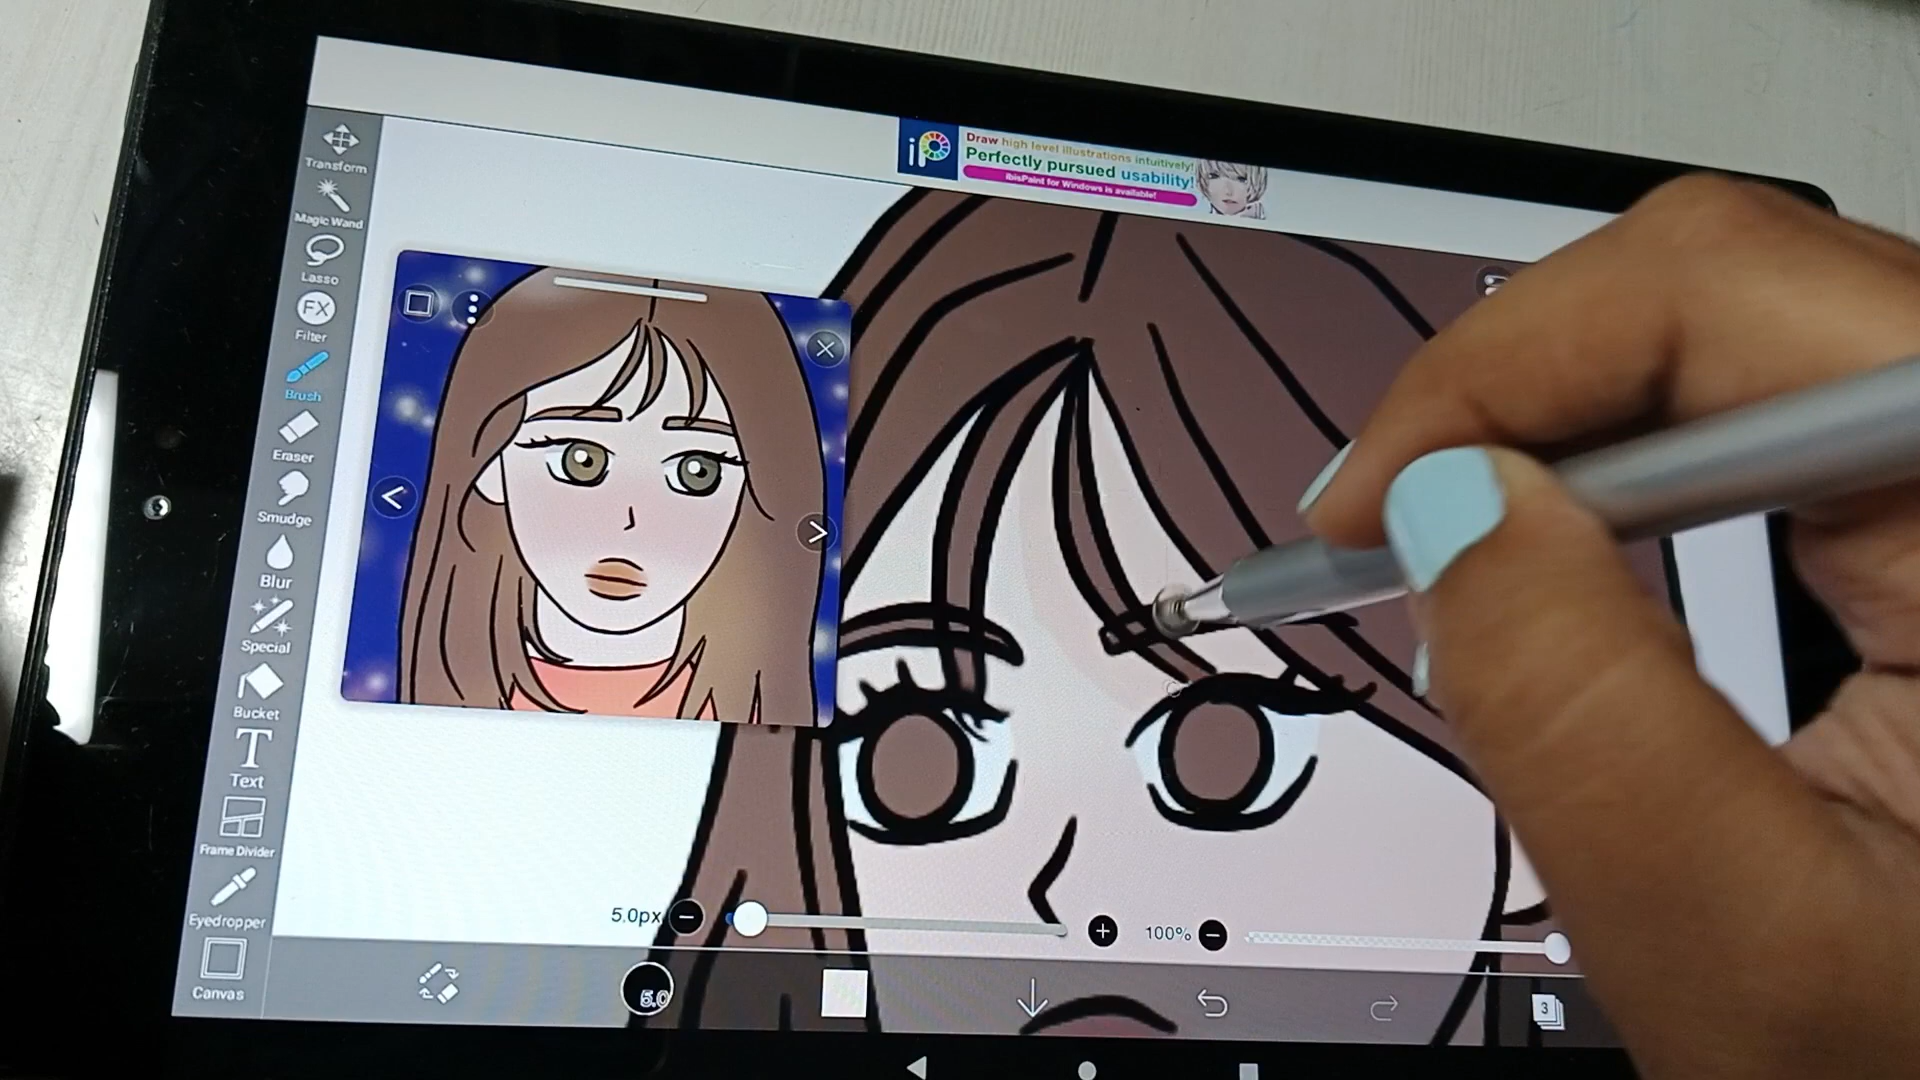 iP
Draw high level illustrations intuitively!
Perfectly pursued usability!
ibisPaint for Windows is available!
Transform
Magic Wand
Lasso
FX
Filter
Brush
Eraser
Smudge
Blur
Special
Bucket
T
Text
Frame Divider
Eyedropper
Canvas
5.0px
100%
5.0
3